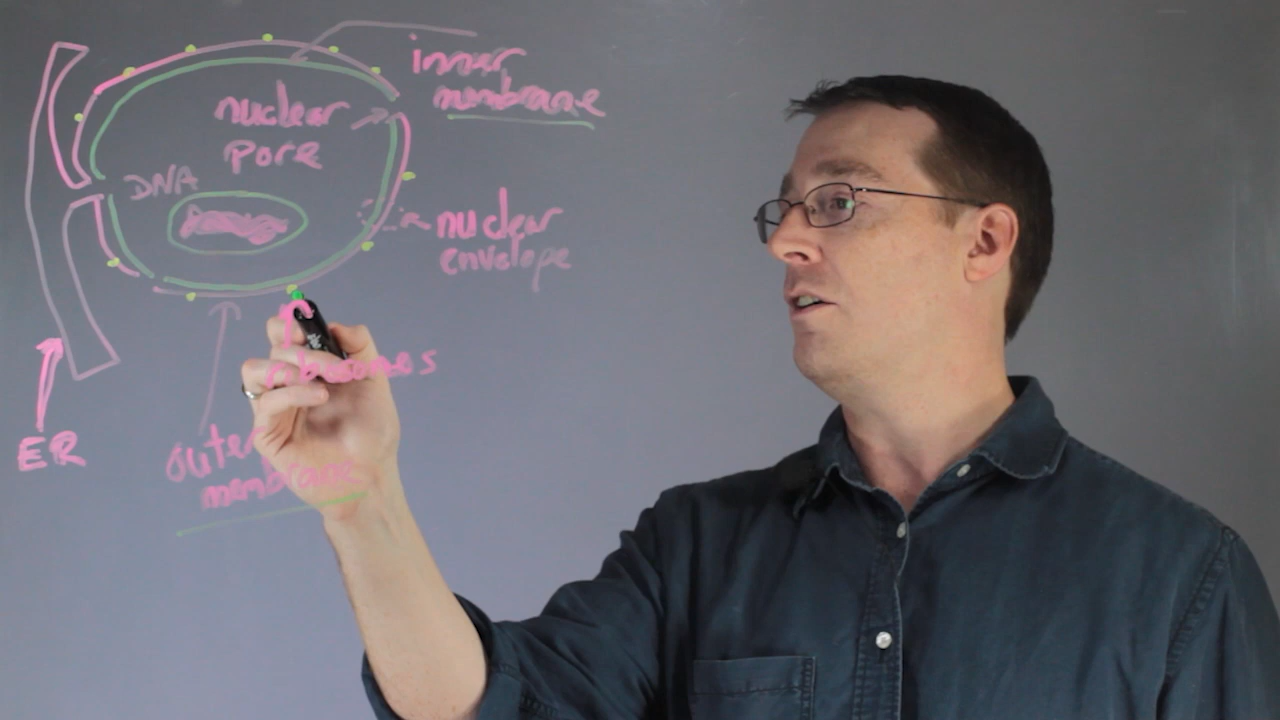 inner
membrane
nuclear
pore
DNA
nuclear
envelope
ribosomes
outer
membrane
ER